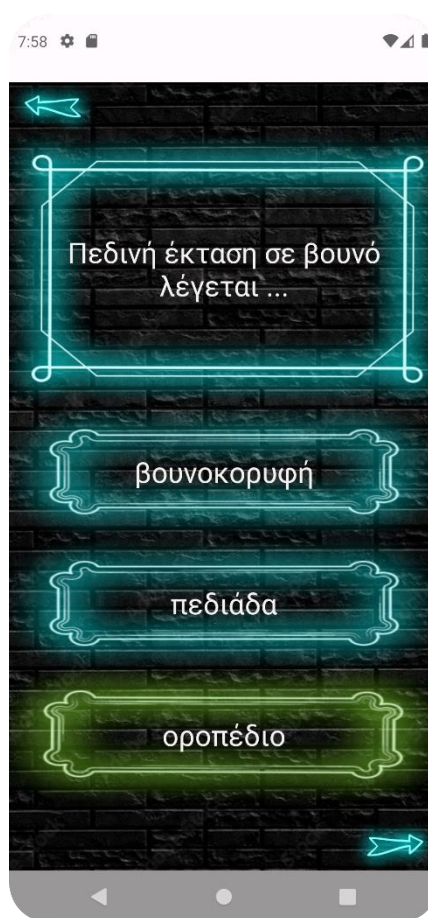 7:58
Πεδινή έκταση σε βουνό
λέγεται ...
βουνοκορυφή
πεδιάδα
οροπέδιο